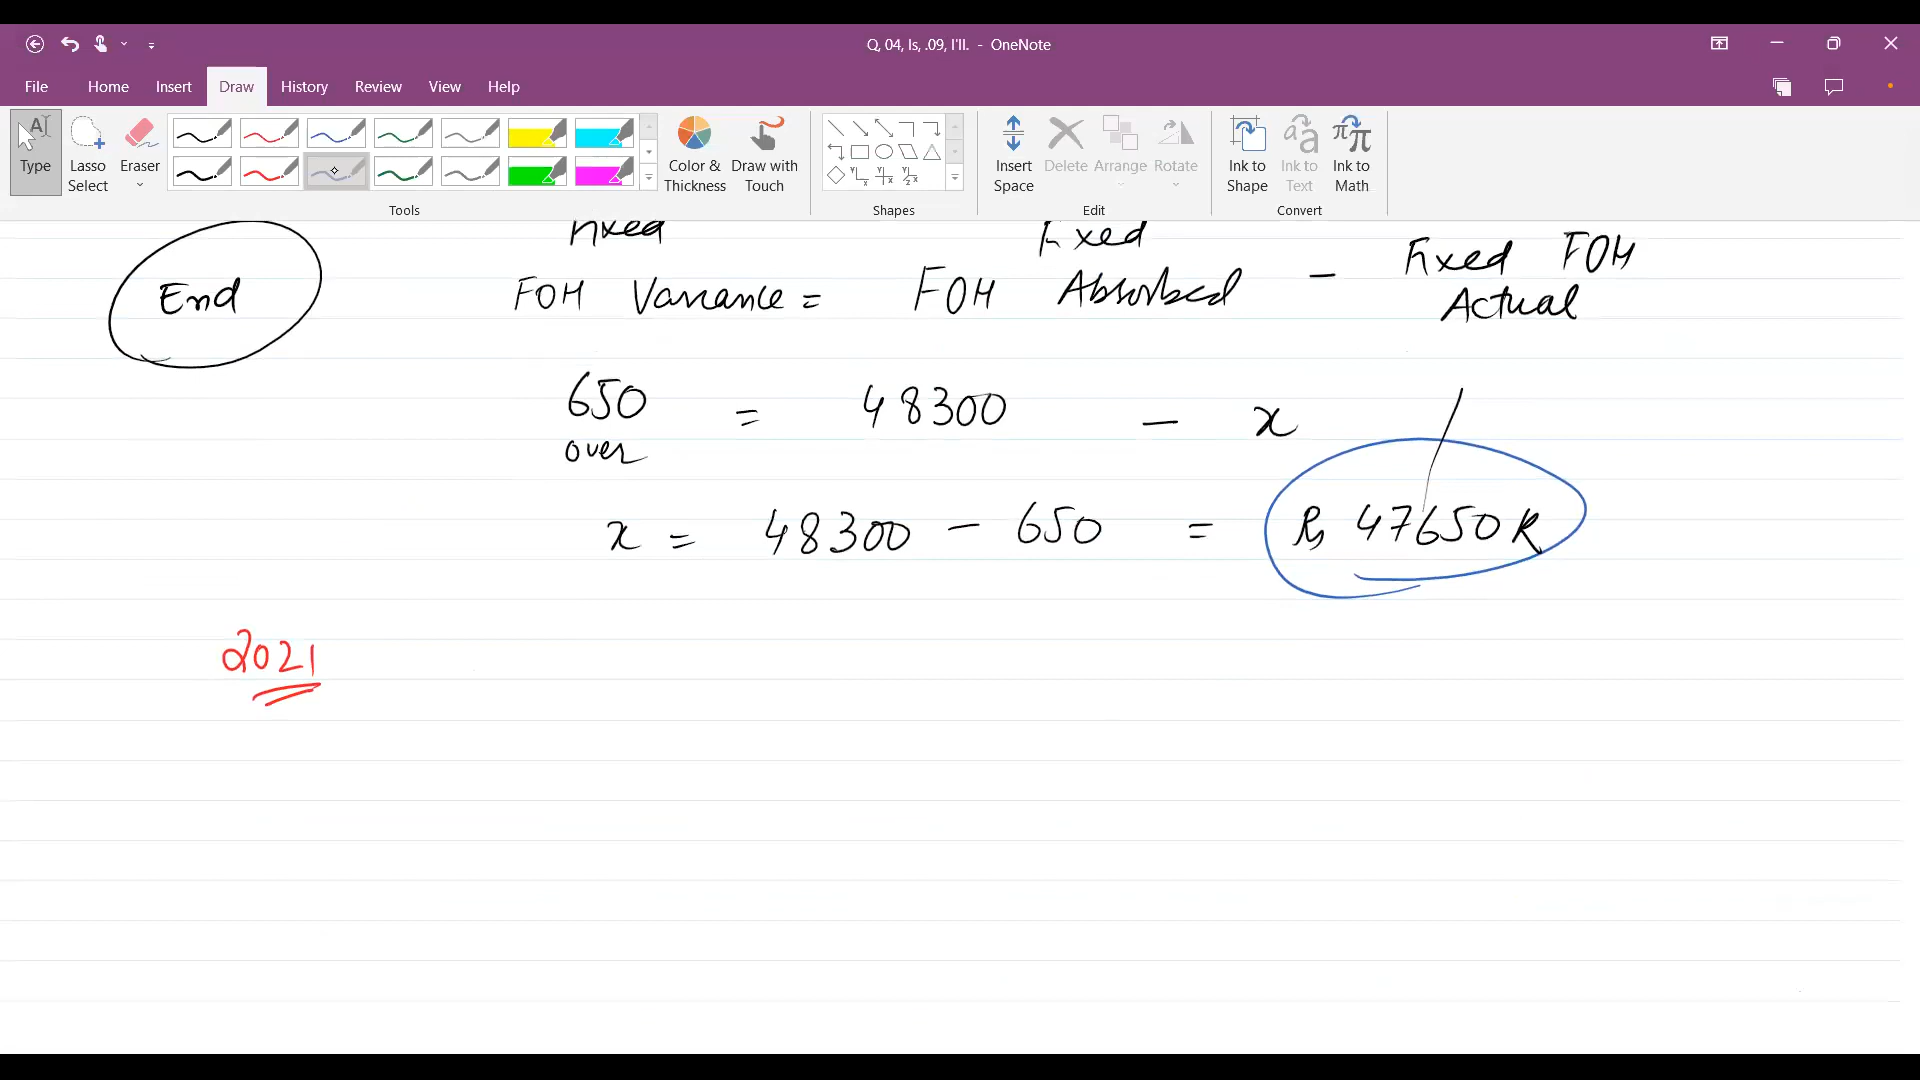 Q, 04, Is, .09, I'll. - OneNote
File Home Insert Draw History Review View Help
Type
Lasso Select
Eraser
Color & Thickness
Draw with Touch
Insert Space
Delete
Arrange
Rotate
Ink to Shape
Ink to Text
Ink to Math
Tools
Shapes
Edit
Convert
End
Fixed Fixed Fixed FOH
FOH Variance = FOH Absorbed - Actual
650 = 48300 - x
over
x = 48300 - 650 = Rs 47650
2021